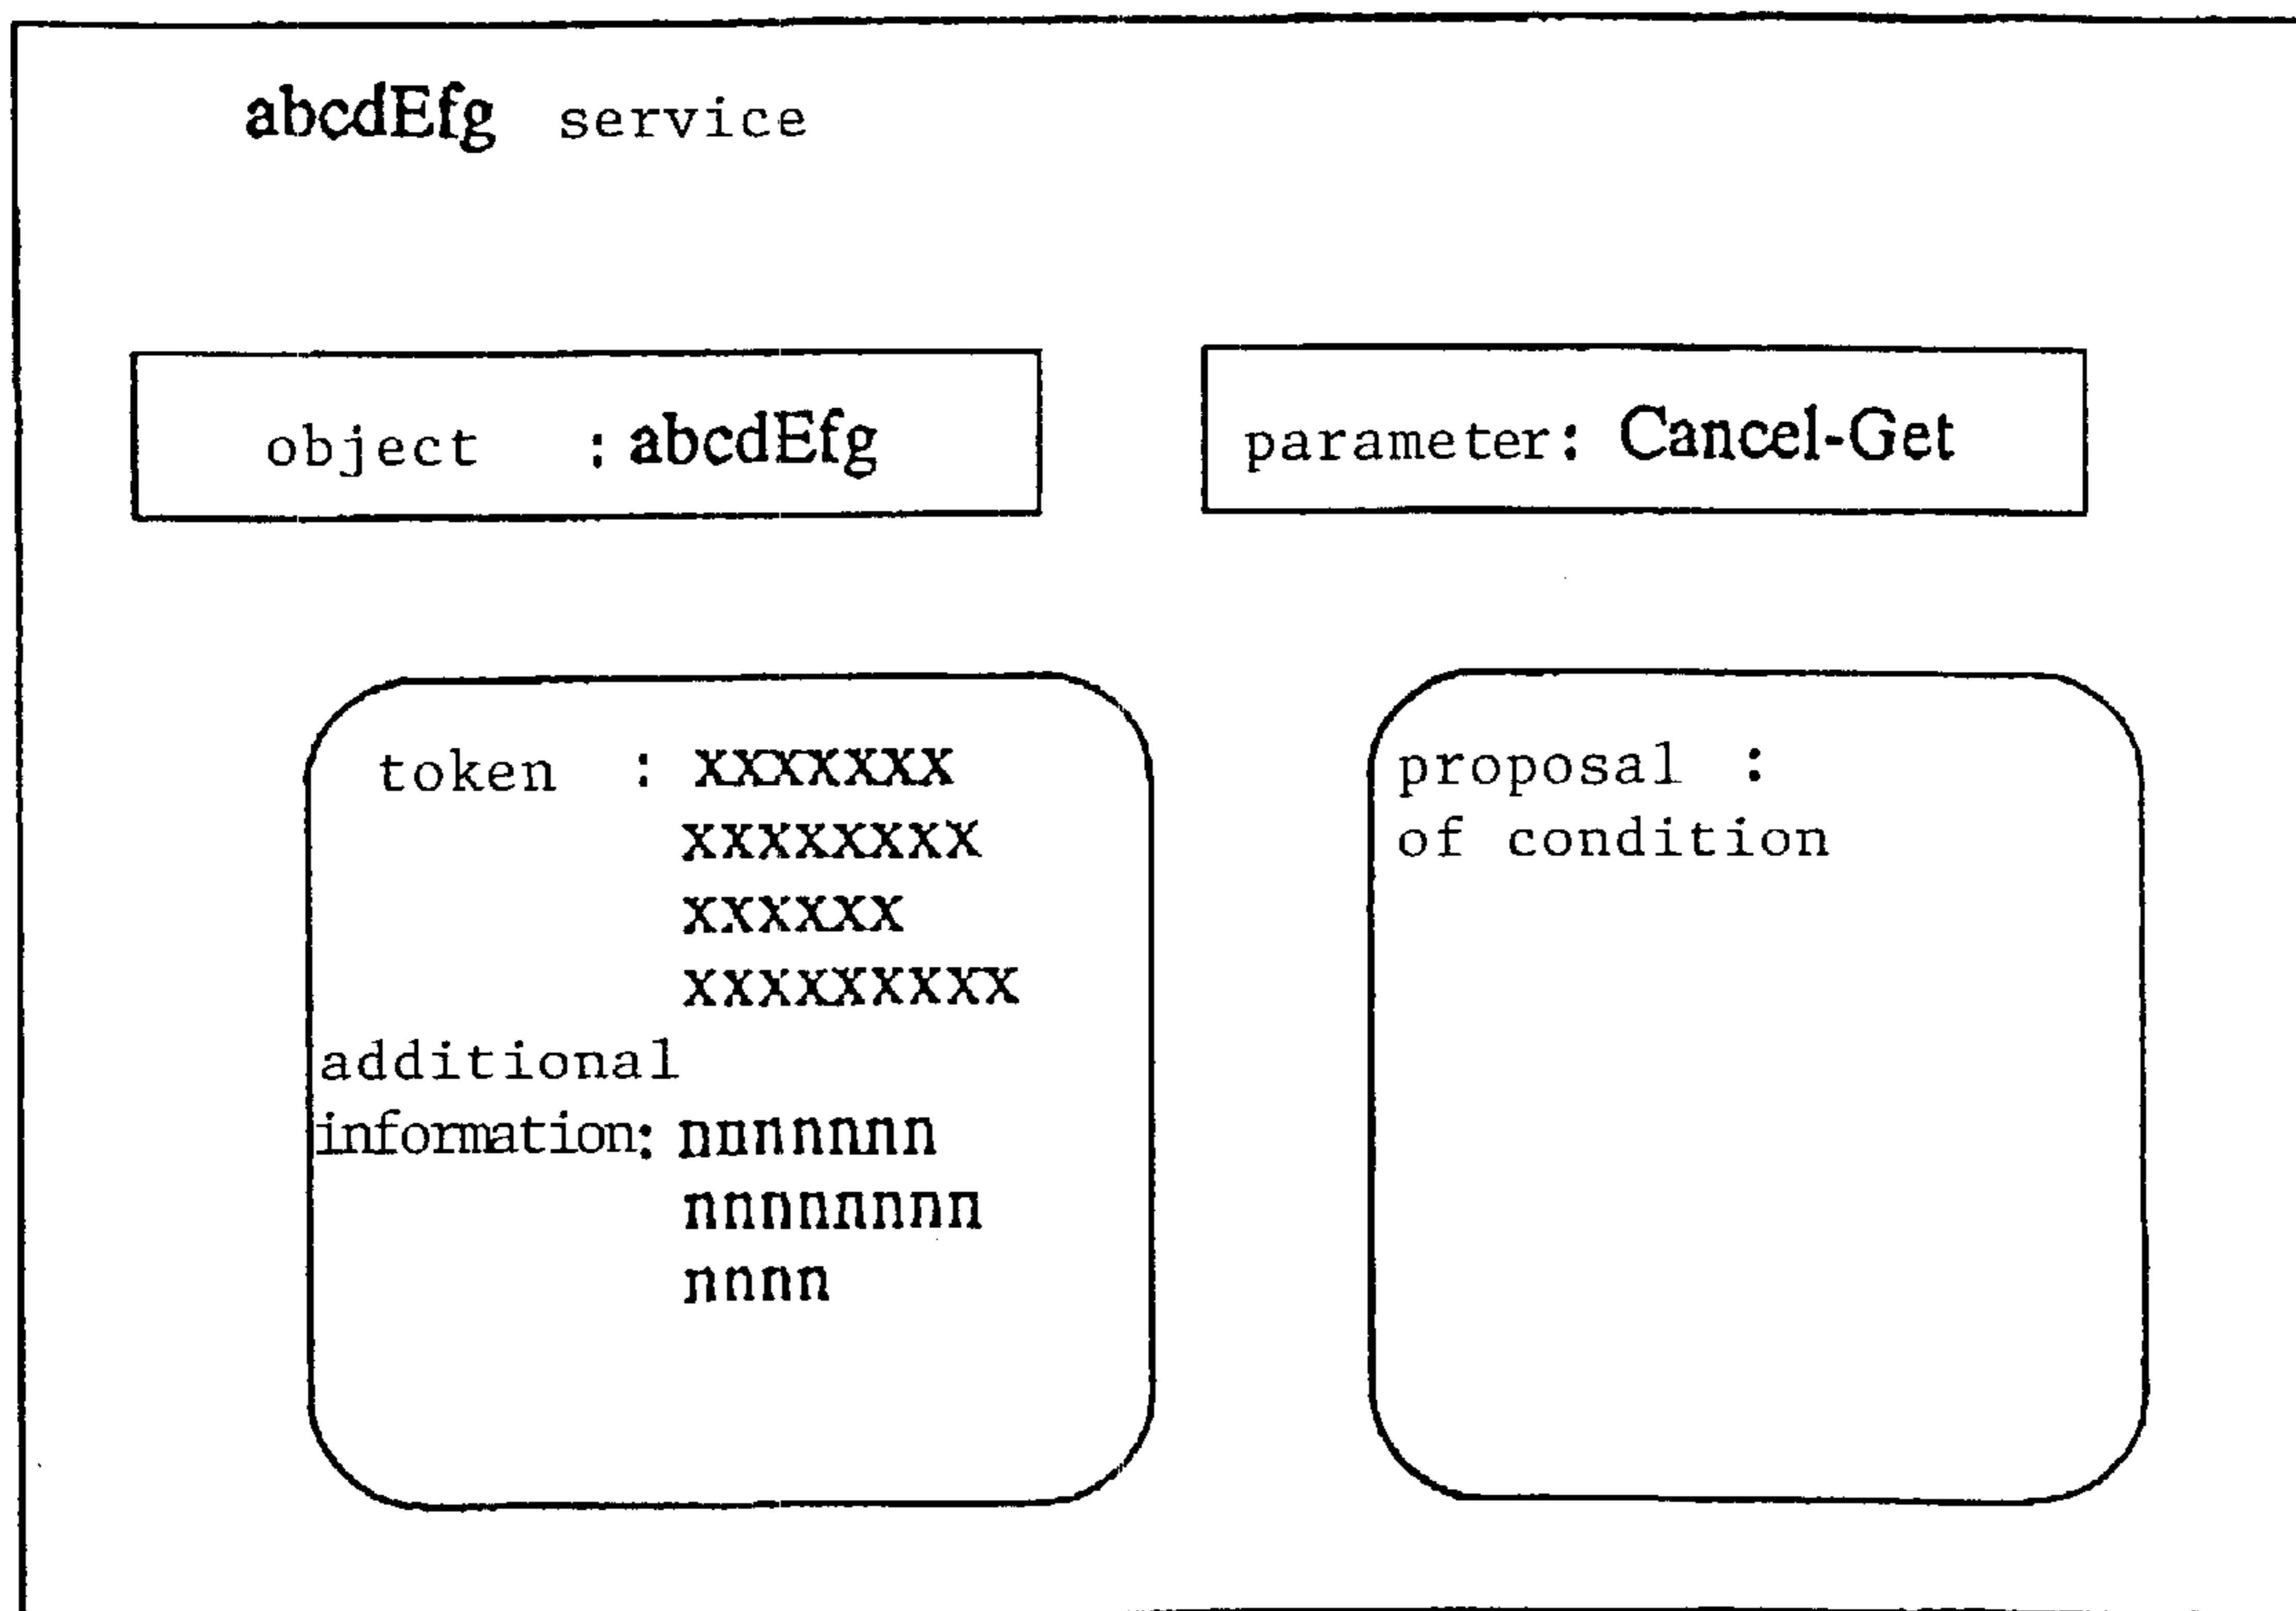 abcdEfg service
object : abcdEfg
parameter: Cancel-Get
token : xxxxxxx
xxxxxxxx
xxxxxx
xxxxxxxxx
additional
information: nnnnnnn
nnnnnnnn
nnnn
proposal :
of condition